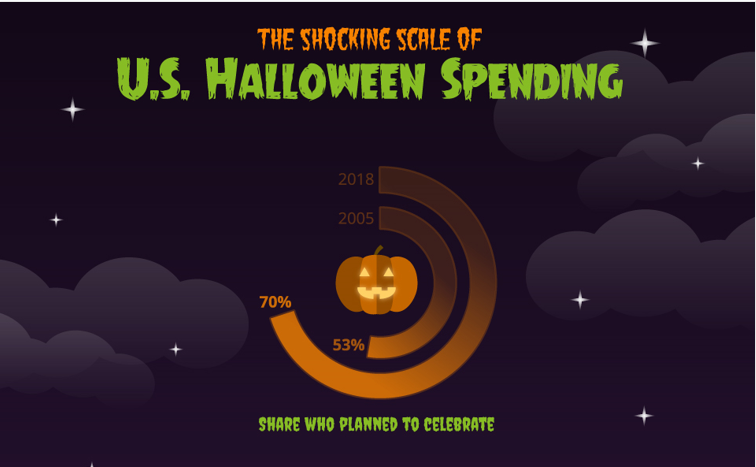 THE SHOCKING SCALE OF
U.S. HALLOWEEN SPENDING
2018
2005
70%
53%
SHARE WHO PLANNED TO CELEBRATE